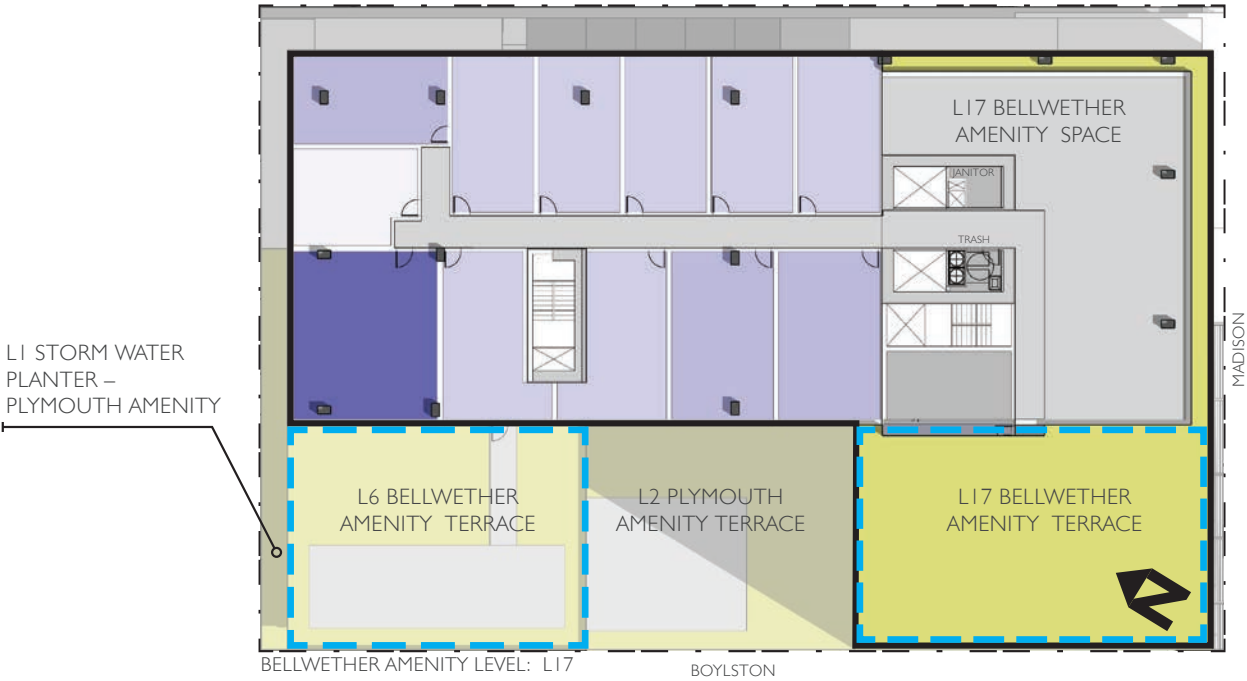 L17 BELLWETHER
AMENITY SPACE
JANITOR
TRASH
MADISON
L1 STORM WATER
PLANTER –
PLYMOUTH AMENITY
L6 BELLWETHER
AMENITY TERRACE
L2 PLYMOUTH
AMENITY TERRACE
L17 BELLWETHER
AMENITY TERRACE
BELLWETHER AMENITY LEVEL: L17
BOYLSTON